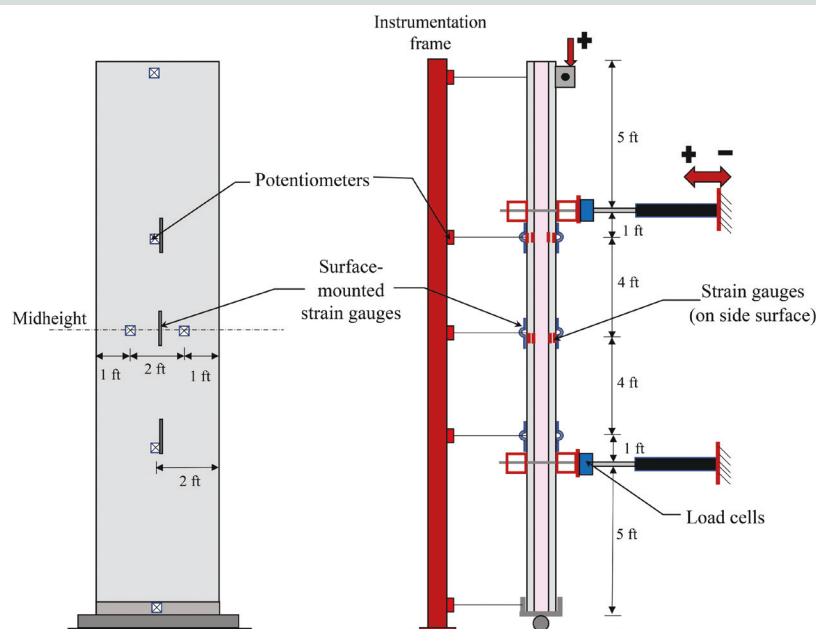 Instrumentation
frame
+
5 ft
Potentiometers
+ −
1 ft
Surface-
mounted
strain gauges
4 ft
Strain gauges
(on side surface)
Midheight
1 ft
2 ft
1 ft
4 ft
1 ft
2 ft
Load cells
5 ft